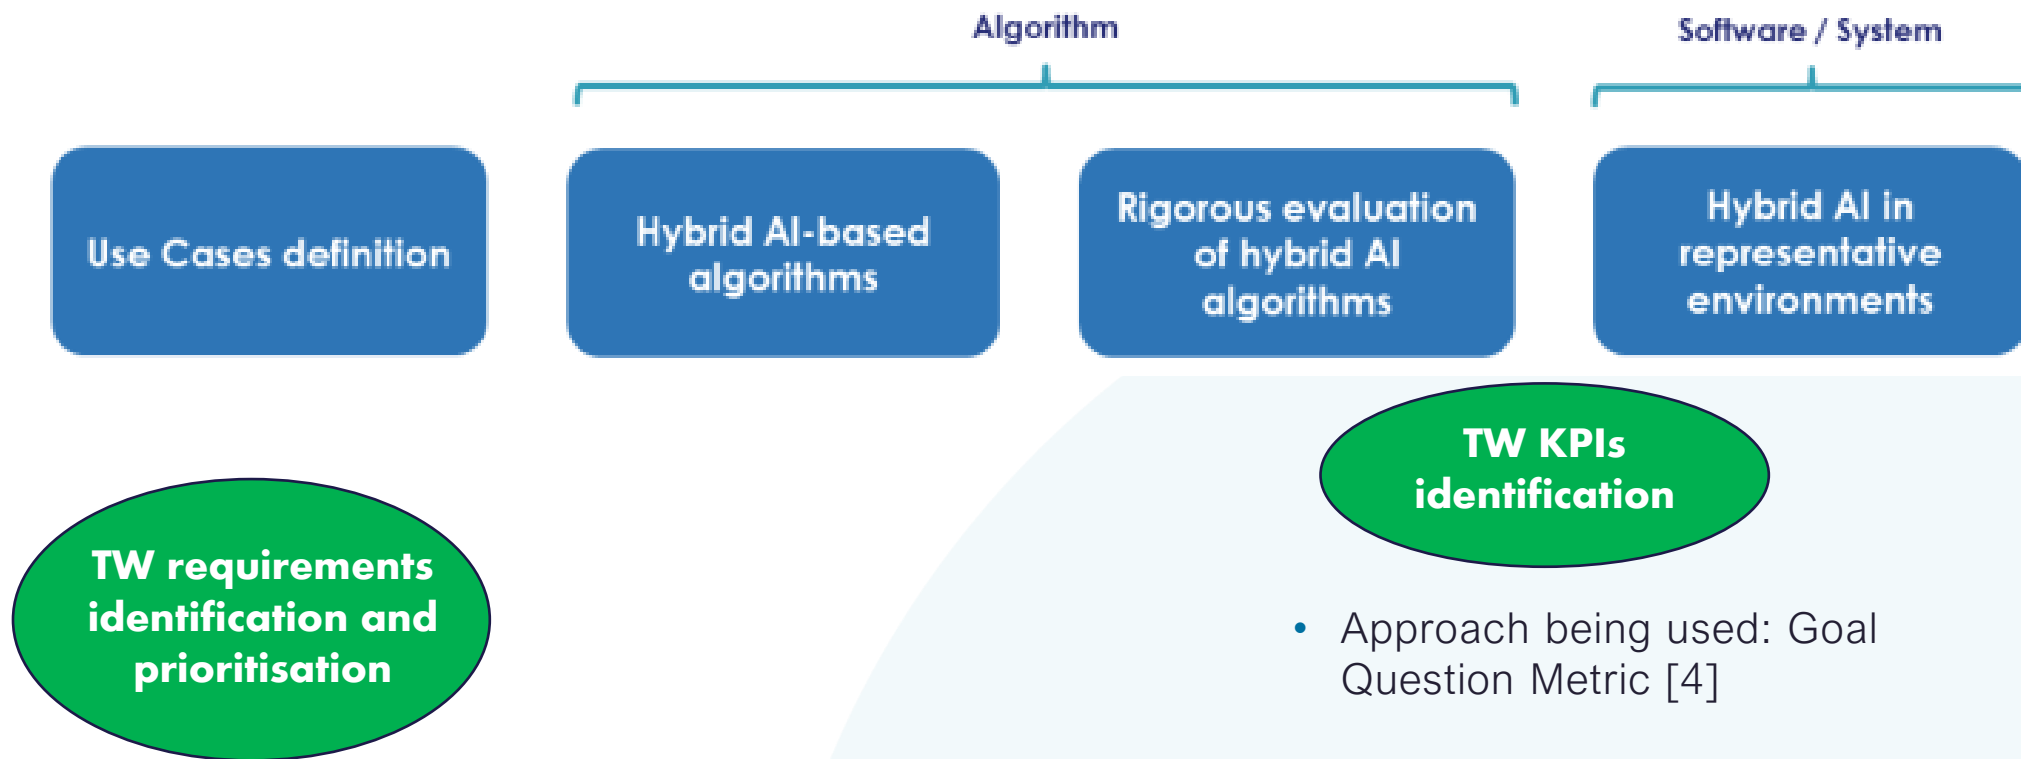 Algorithm
Software / System
Use Cases definition
Hybrid AI-based
algorithms
Rigorous evaluation
of hybrid AI
algorithms
Hybrid AI in
representative
environments
TW KPIs
identification
TW requirements
identification and
prioritisation
• Approach being used: Goal
Question Metric [4]